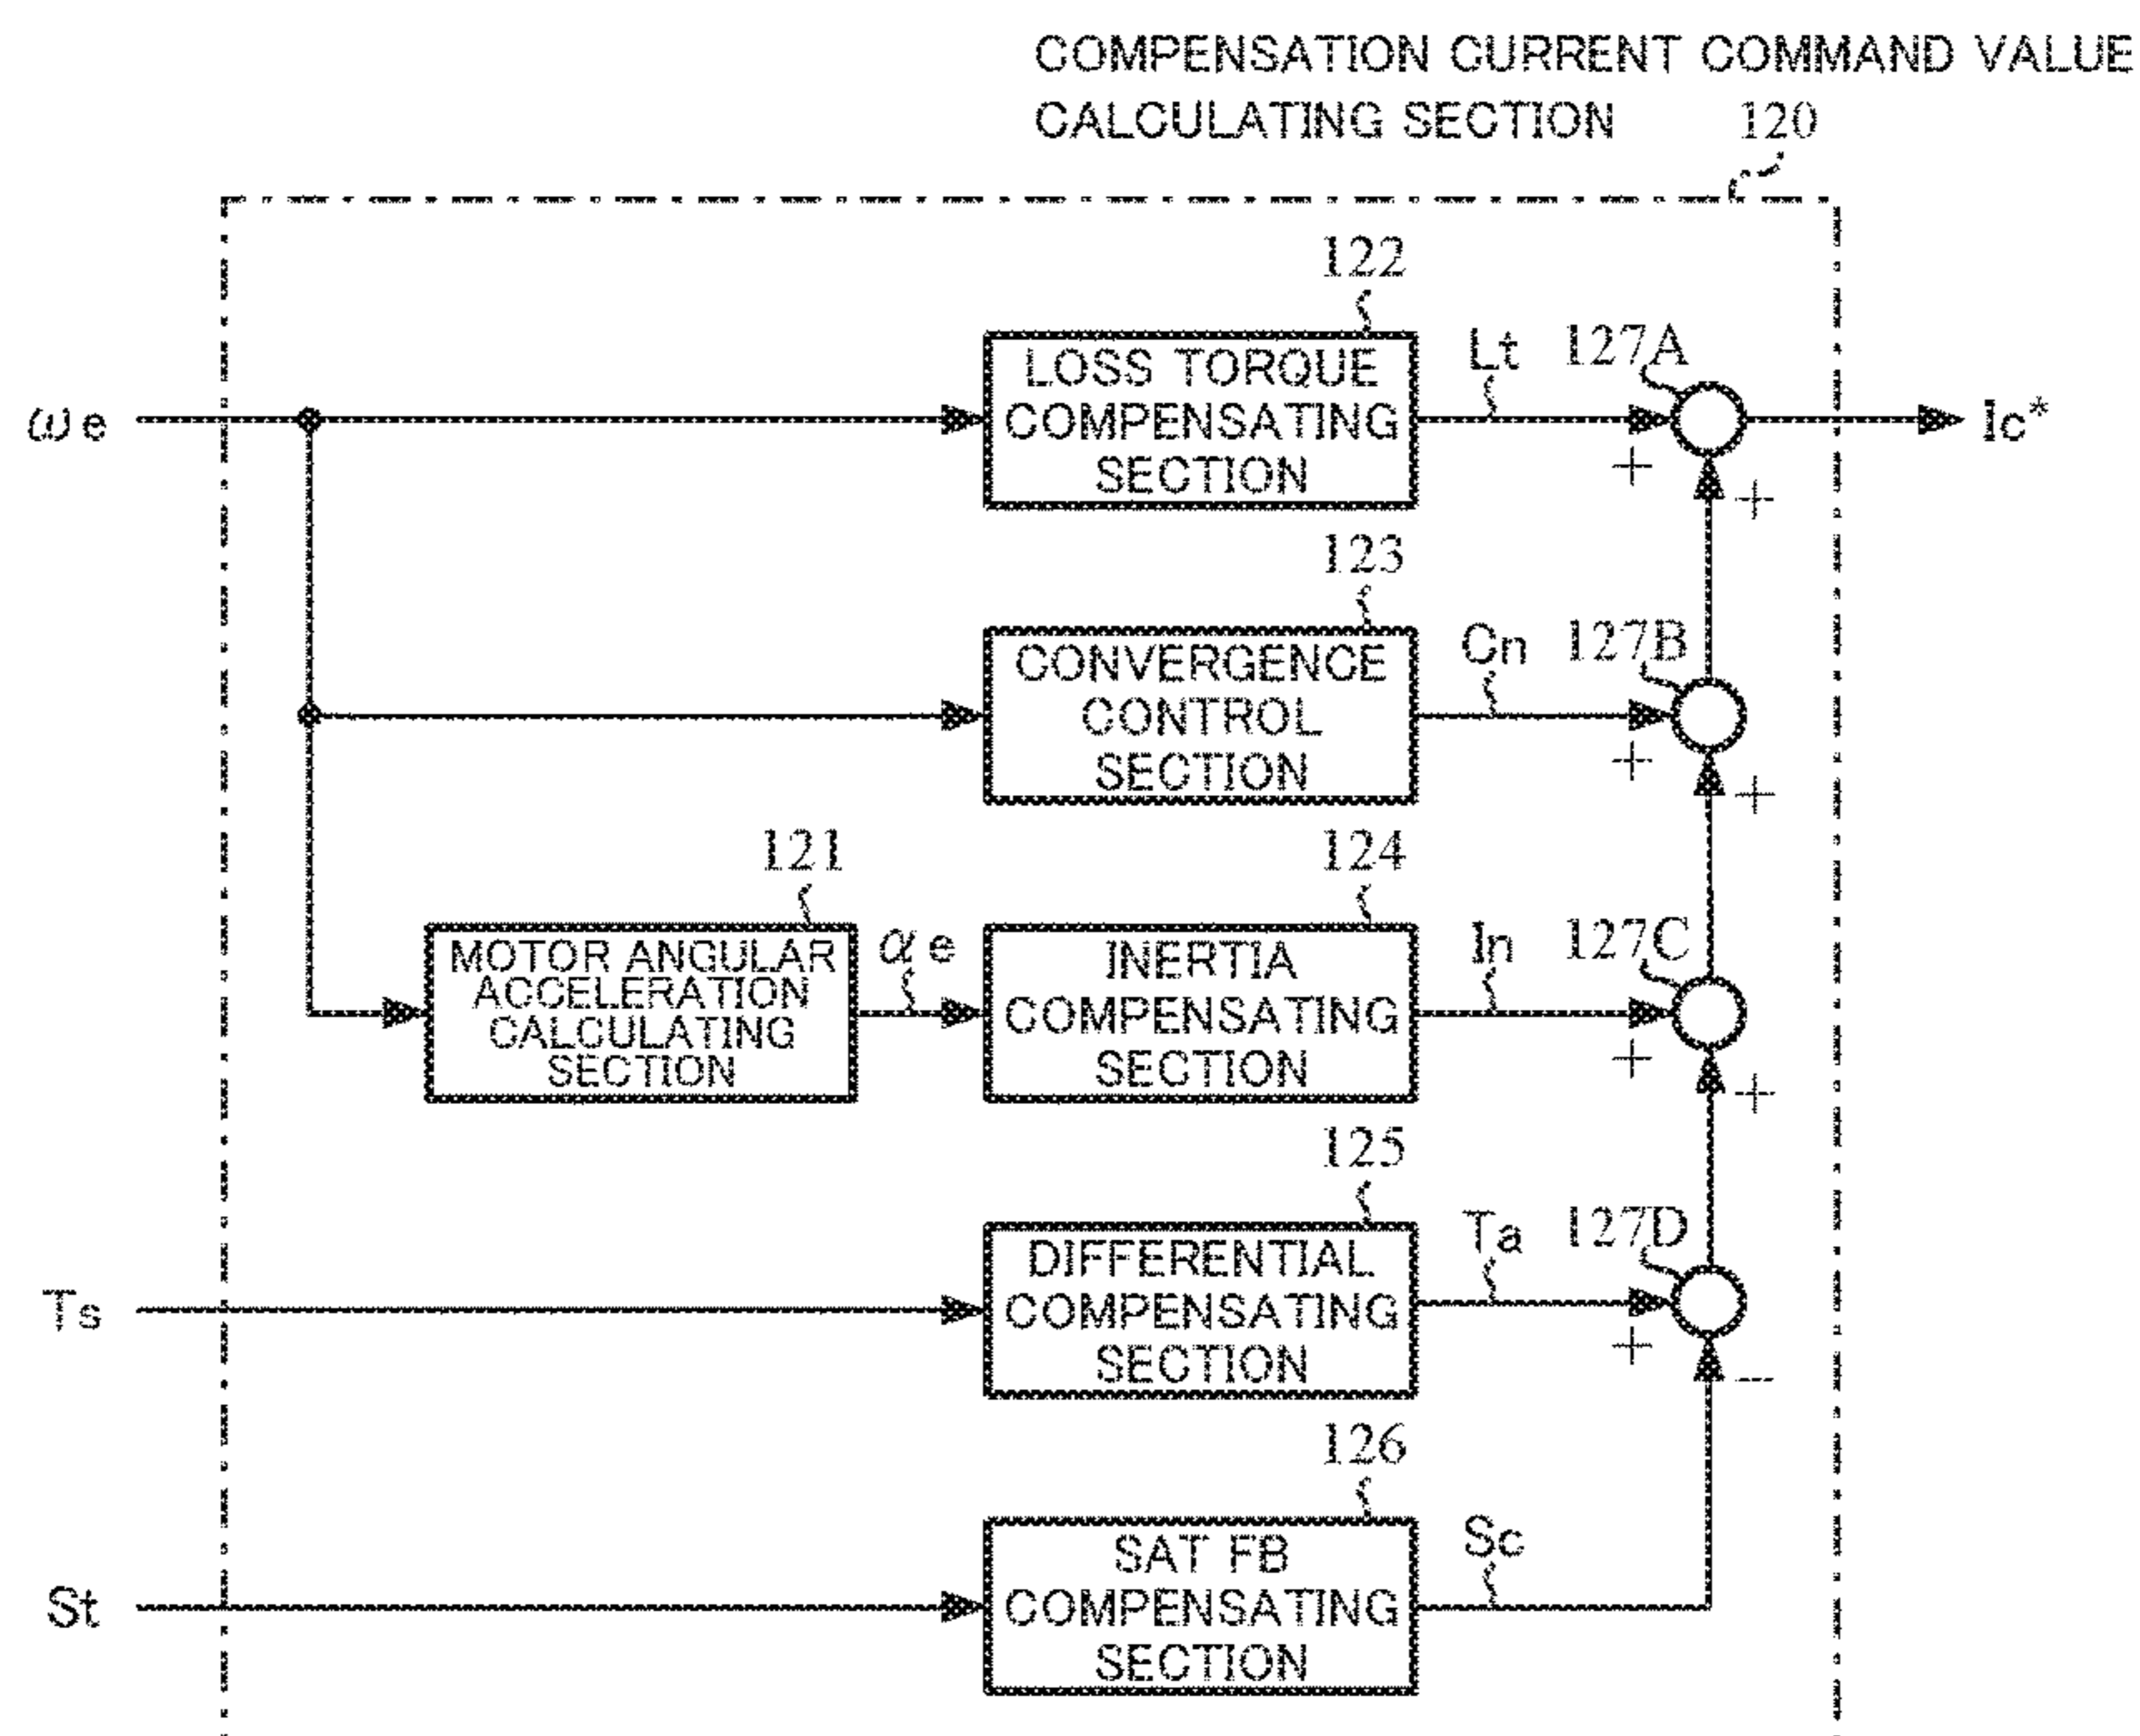 COMPENSATION CURRENT COMMAND VALUE
CALCULATING SECTION 120
122
LOSS TORQUE
COMPENSATING
SECTION
Lt 127A
ωe
Ic*
+
+
123
CONVERGENCE
CONTROL
SECTION
Cn 127B
+
+
121
MOTOR ANGULAR
ACCELERATION
CALCULATING
SECTION
αe
124
INERTIA
COMPENSATING
SECTION
In 127C
+
+
125
DIFFERENTIAL
COMPENSATING
SECTION
Ta 127D
Ts
+
-
126
SAT FB
COMPENSATING
SECTION
Sc
St